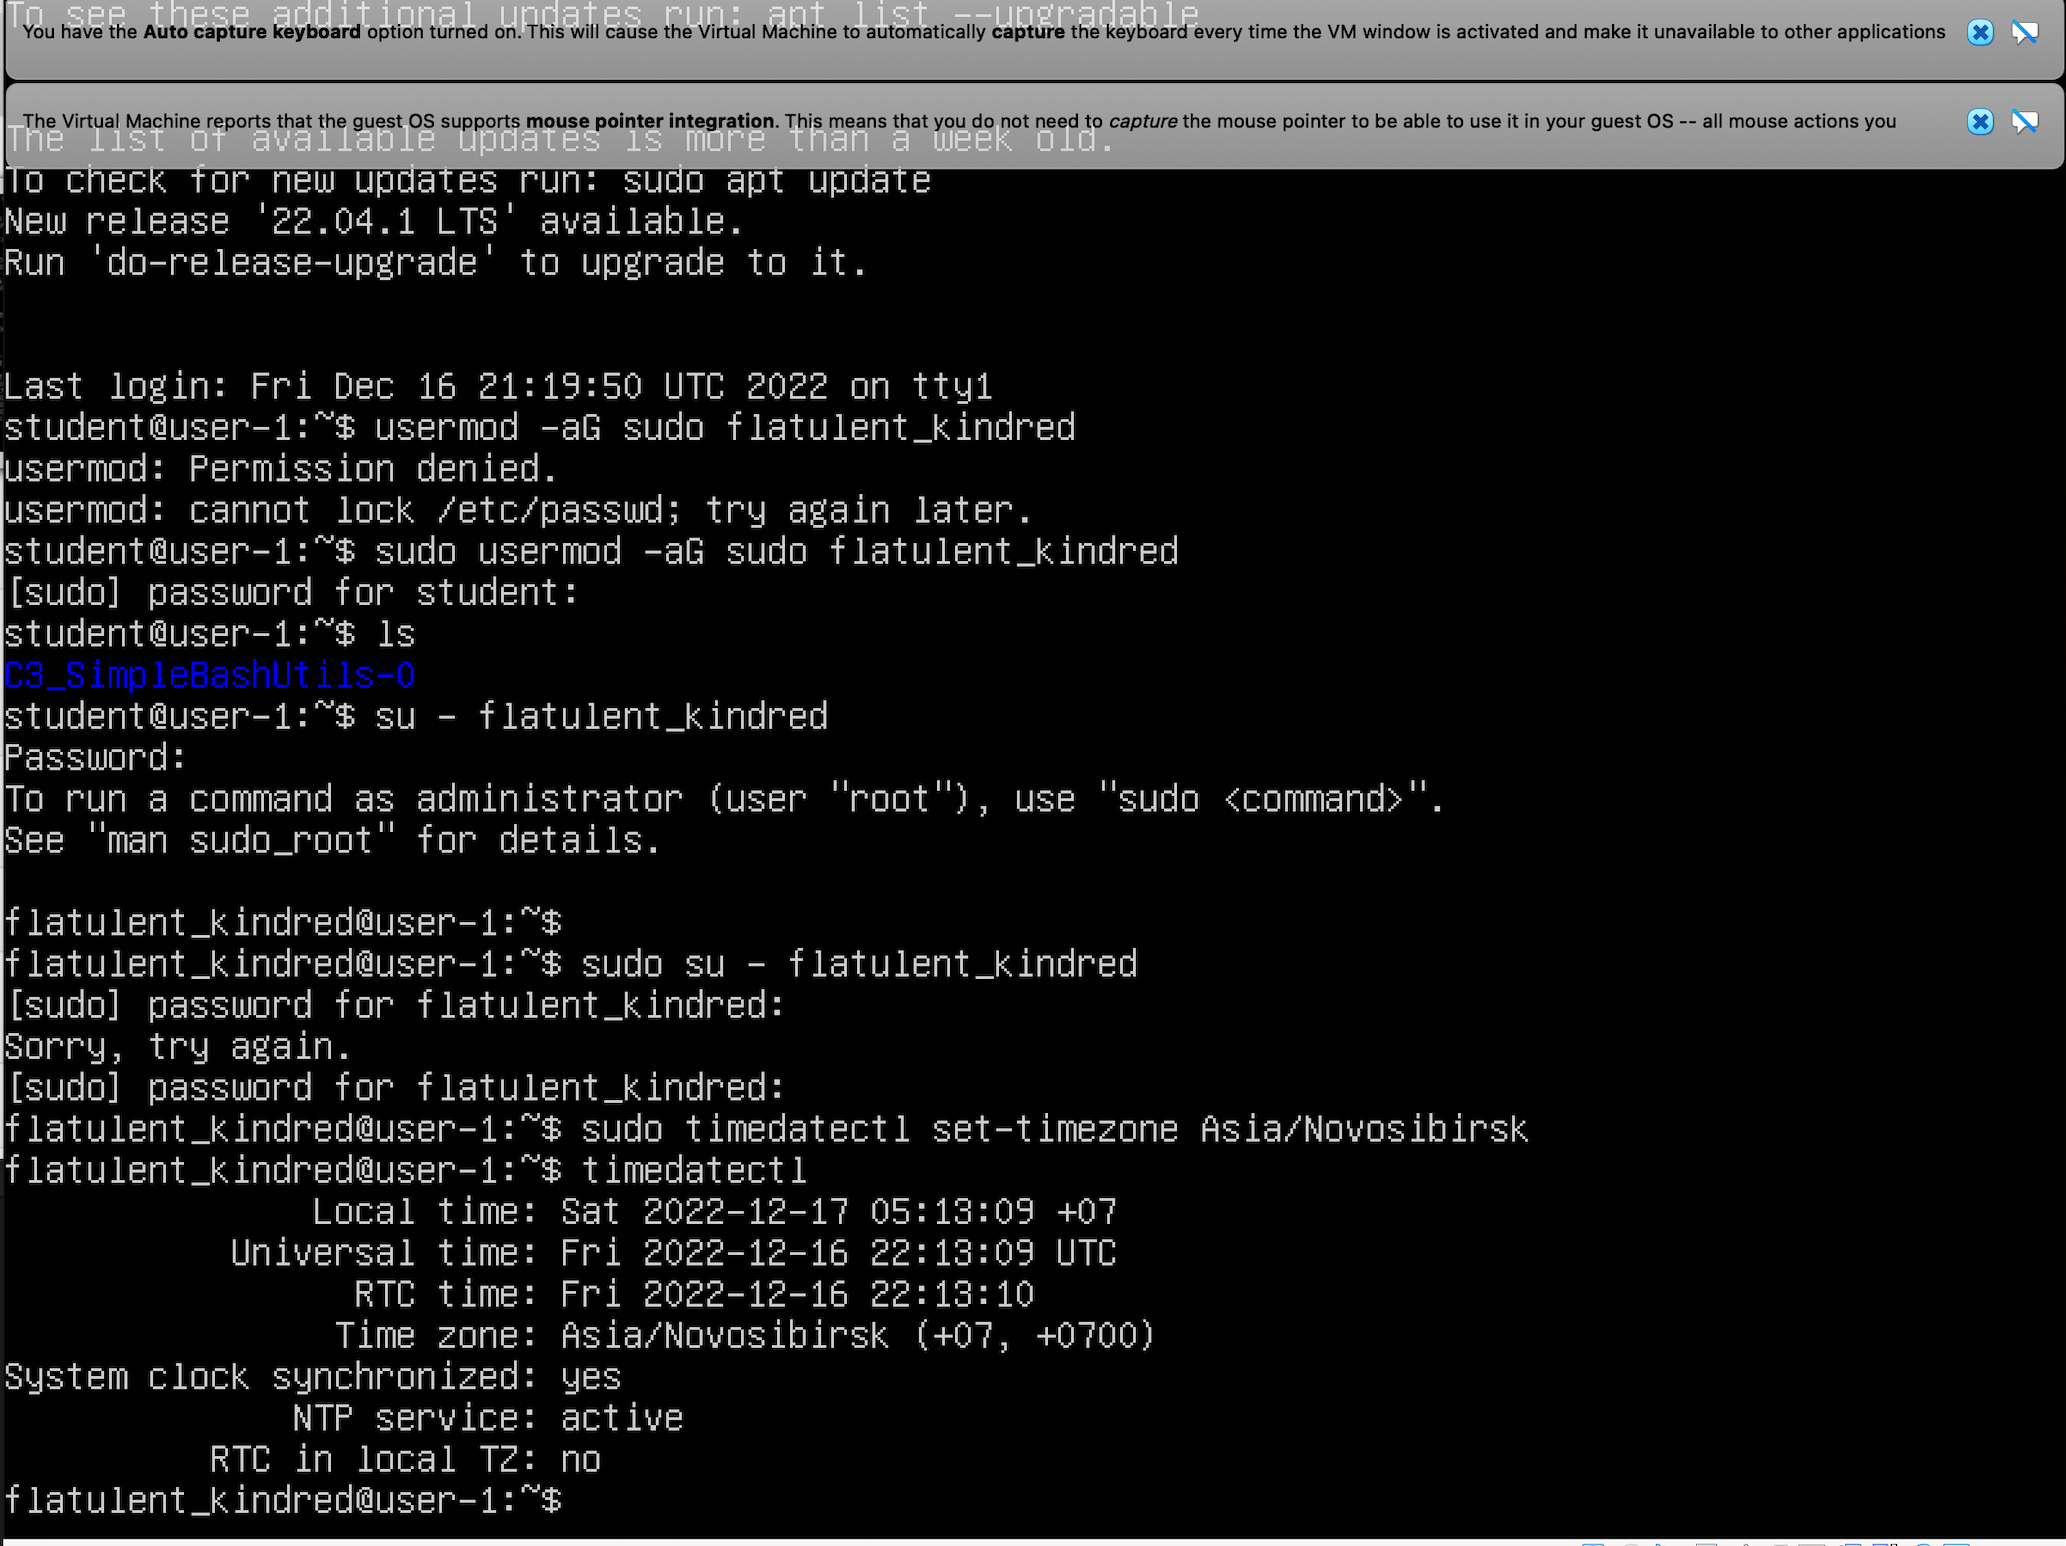 To see these additional updates run: apt list --upgradable
You have the Auto capture keyboard option turned on. This will cause the Virtual Machine to automatically capture the keyboard every time the VM window is activated and make it unavailable to other applications
The Virtual Machine reports that the guest OS supports mouse pointer integration. This means that you do not need to capture the mouse pointer to be able to use it in your guest OS -- all mouse actions you
The list of available updates is more than a week old.
To check for new updates run: sudo apt update
New release '22.04.1 LTS' available.
Run 'do-release-upgrade' to upgrade to it.
Last login: Fri Dec 16 21:19:50 UTC 2022 on tty1
student@user-1:~$ usermod -aG sudo flatulent_kindred
usermod: Permission denied.
usermod: cannot lock /etc/passwd; try again later.
student@user-1:~$ sudo usermod -aG sudo flatulent_kindred
[sudo] password for student:
student@user-1:~$ ls
C3_SimpleBashUtils-0
student@user-1:~$ su - flatulent_kindred
Password:
To run a command as administrator (user "root"), use "sudo <command>".
See "man sudo_root" for details.
flatulent_kindred@user-1:~$
flatulent_kindred@user-1:~$ sudo su - flatulent_kindred
[sudo] password for flatulent_kindred:
Sorry, try again.
[sudo] password for flatulent_kindred:
flatulent_kindred@user-1:~$ sudo timedatectl set-timezone Asia/Novosibirsk
flatulent_kindred@user-1:~$ timedatectl
Local time: Sat 2022-12-17 05:13:09 +07
Universal time: Fri 2022-12-16 22:13:09 UTC
RTC time: Fri 2022-12-16 22:13:10
Time zone: Asia/Novosibirsk (+07, +0700)
System clock synchronized: yes
NTP service: active
RTC in local TZ: no
flatulent_kindred@user-1:~$